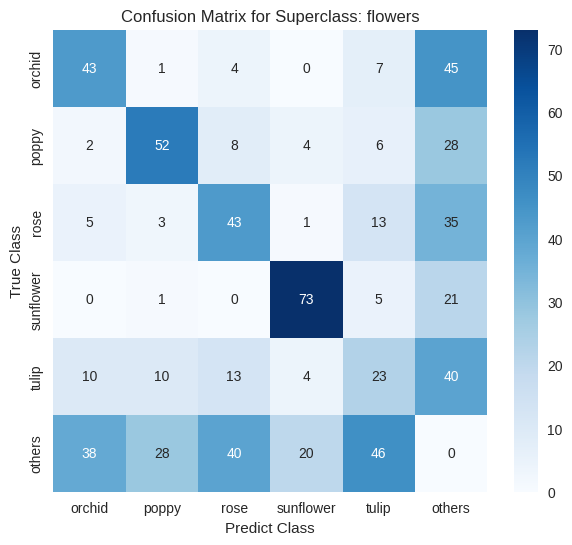 Confusion Matrix for Superclass: flowers
True Class
orchid 43 1 4 0 7 45
poppy 2 52 8 4 6 28
rose 5 3 43 1 13 35
sunflower 0 1 0 73 5 21
tulip 10 10 13 4 23 40
others 38 28 40 20 46 0
orchid poppy rose sunflower tulip others
Predict Class
70
60
50
40
30
20
10
0